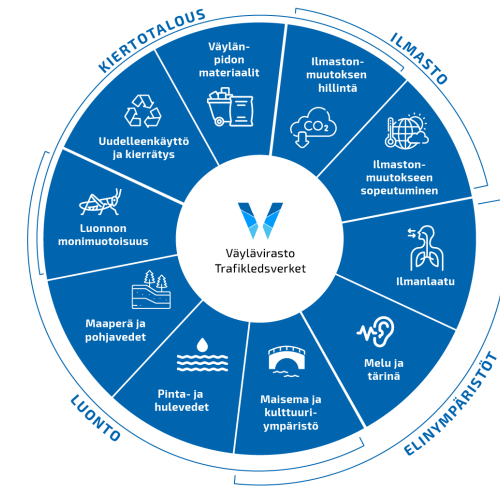 KIERTOTALOUS
ILMASTO
Väylän-
pidon
materiaalit
Ilmaston-
muutoksen
hillintä
CO₂
Uudelleenkäyttö
ja kierrätys
Ilmaston-
muutokseen
sopeutuminen
Luonnon
monimuotoisuus
Väylävirasto
Trafikledsverket
Ilmanlaatu
Maaperä ja
pohjavedet
Melu ja
tärinä
Pinta- ja
hulevedet
Maisema ja
kulttuuri-
ympäristö
LUONTO
ELINYMPÄRISTÖT